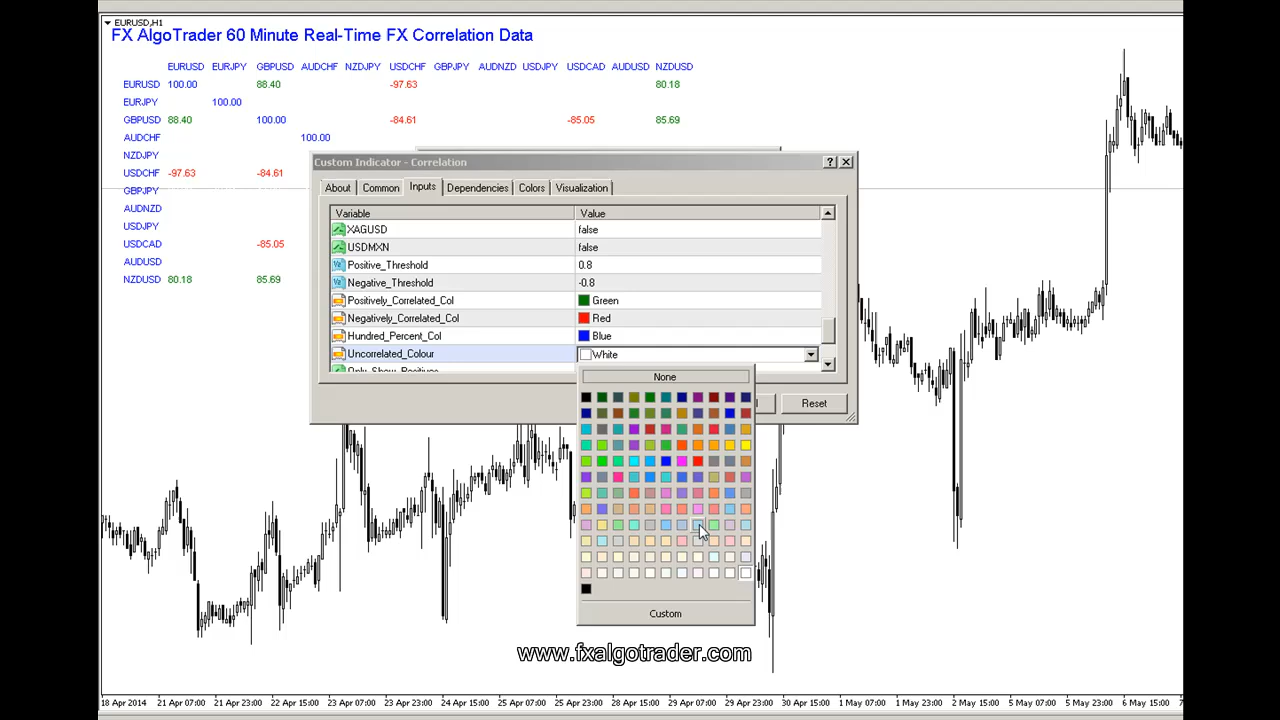 EURUSD,H1
FX AlgoTrader 60 Minute Real-Time FX Correlation Data
EURUSD EURJPY GBPUSD AUDCHF NZDJPY USDCHF GBPJPY AUDNZD USDJPY USDCAD AUDUSD NZDUSD
EURUSD 100.00 88.40 -97.63 80.18
EURJPY 100.00
GBPUSD 88.40 100.00 -84.61 -85.05 85.69
AUDCHF 100.00
NZDJPY
USDCHF -97.63 -84.61
GBPJPY
AUDNZD
USDJPY
USDCAD -85.05
AUDUSD
NZDUSD 80.18 85.69
Custom Indicator - Correlation
? 
About Common Inputs Dependencies Colors Visualization
Variable Value
XAGUSD false
USDMXN false
Positive_Threshold 0.8
Negative_Threshold -0.8
Positively_Correlated_Col Green
Negatively_Correlated_Col Red
Hundred_Percent_Col Blue
Uncorrelated_Colour White
Only_Show_Positives
None
Reset
Custom
www.fxalgotrader.com
18 Apr 2014 21 Apr 07:00 21 Apr 23:00 22 Apr 15:00 23 Apr 07:00 23 Apr 23:00 24 Apr 15:00 25 Apr 07:00 25 Apr 23:00 28 Apr 15:00 29 Apr 07:00 29 Apr 23:00 30 Apr 15:00 1 May 07:00 1 May 23:00 2 May 15:00 5 May 07:00 5 May 23:00 6 May 15:00